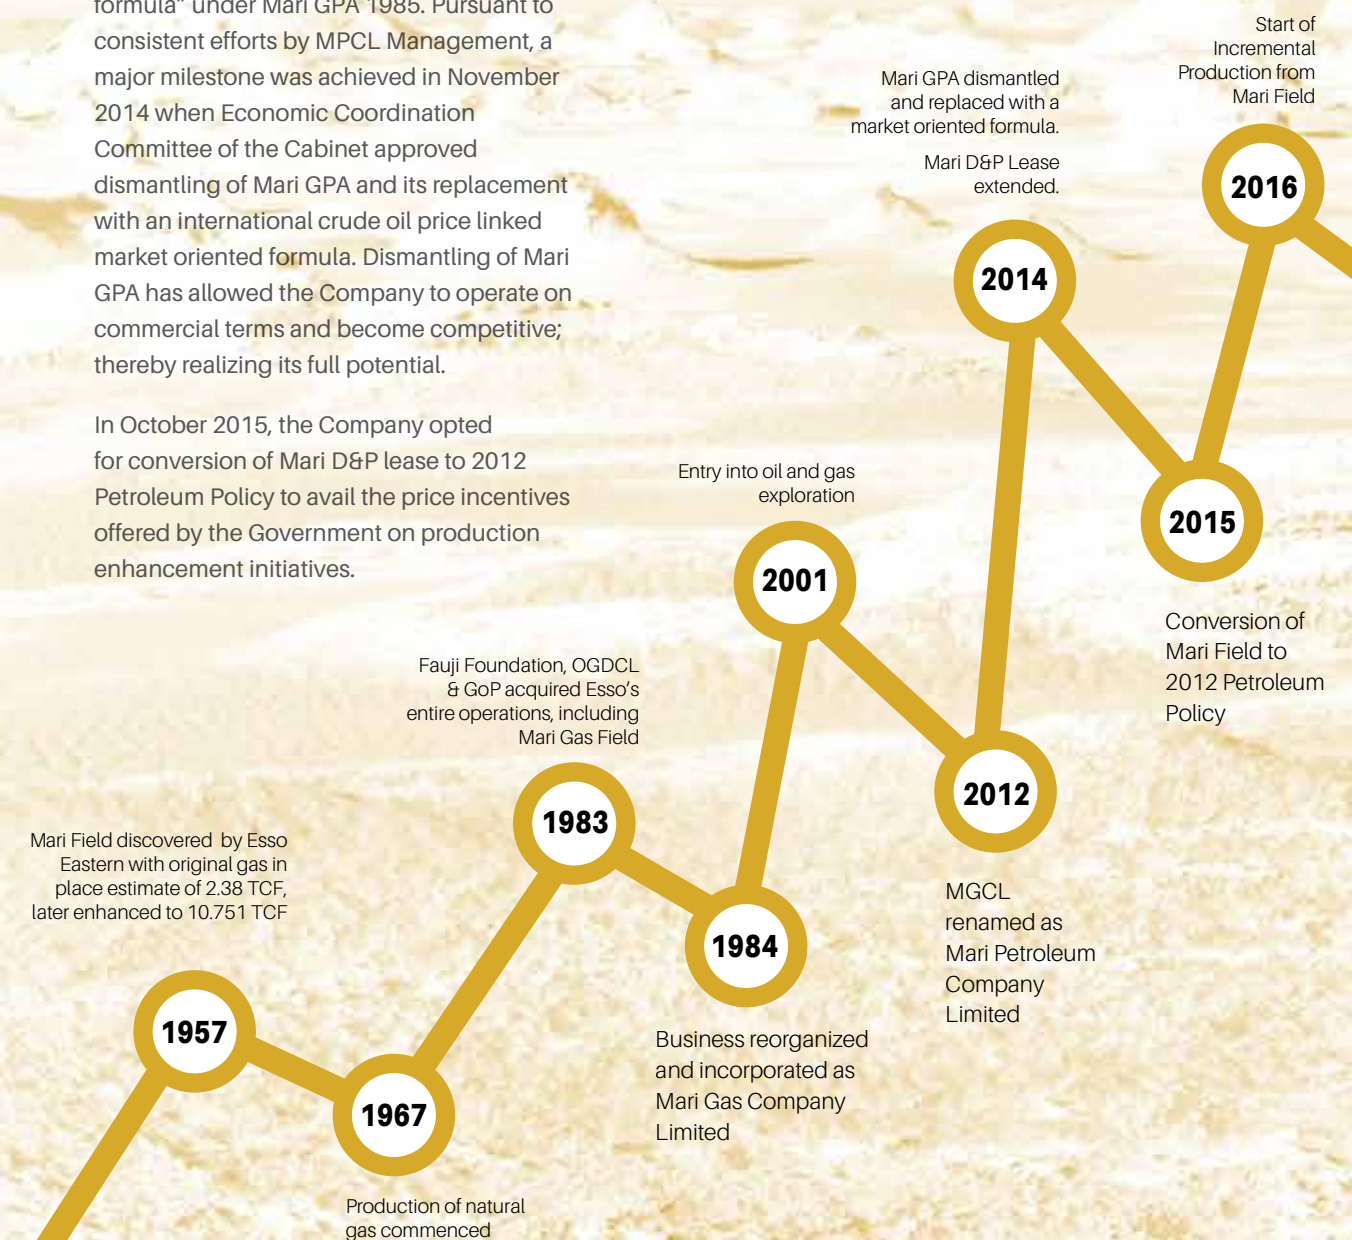 formula” under Mari GPA 1985. Pursuant to
consistent efforts by MPCL Management, a
major milestone was achieved in November
2014 when Economic Coordination
Committee of the Cabinet approved
dismantling of Mari GPA and its replacement
with an international crude oil price linked
market oriented formula. Dismantling of Mari
GPA has allowed the Company to operate on
commercial terms and become competitive;
thereby realizing its full potential.
In October 2015, the Company opted
for conversion of Mari D&P lease to 2012
Petroleum Policy to avail the price incentives
offered by the Government on production
enhancement initiatives.
Mari Field discovered by Esso
Eastern with original gas in
place estimate of 2.38 TCF,
later enhanced to 10.751 TCF
1957
1967
Production of natural
gas commenced
Fauji Foundation, OGDCL
& GoP acquired Esso’s
entire operations, including
Mari Gas Field
1983
1984
Business reorganized
and incorporated as
Mari Gas Company
Limited
Entry into oil and gas
exploration
2001
2012
MGCL
renamed as
Mari Petroleum
Company
Limited
Mari GPA dismantled
and replaced with a
market oriented formula.
Mari D&P Lease
extended.
2014
2015
Conversion of
Mari Field to
2012 Petroleum
Policy
Start of
Incremental
Production from
Mari Field
2016